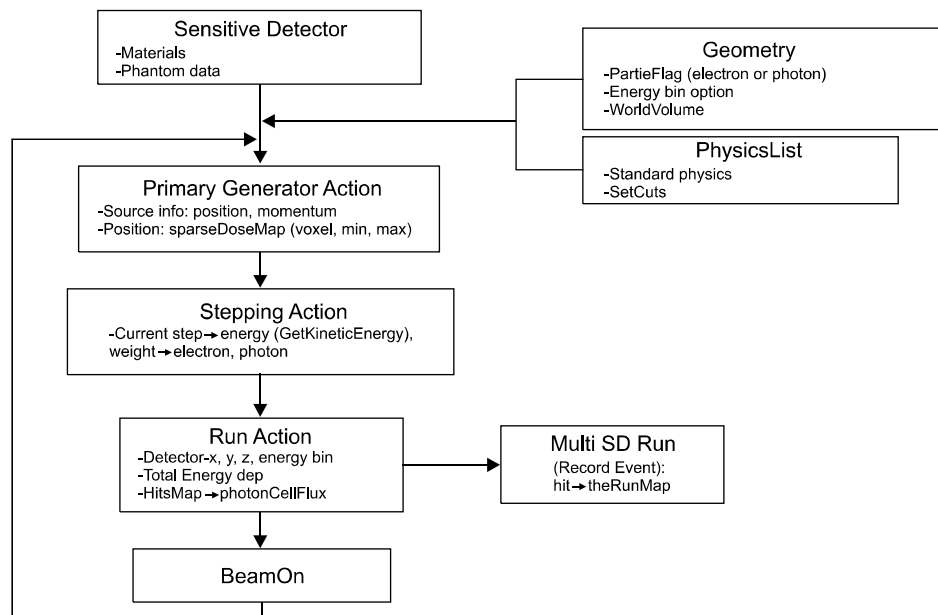 Sensitive Detector
-Materials
-Phantom data
Geometry
-PartieFlag (electron or photon)
-Energy bin option
-WorldVolume
PhysicsList
-Standard physics
-SetCuts
Primary Generator Action
-Source info: position, momentum
-Position: sparseDoseMap (voxel, min, max)
Stepping Action
-Current step→energy (GetKineticEnergy),
weight→electron, photon
Run Action
-Detector-x, y, z, energy bin
-Total Energy dep
-HitsMap→photonCellFlux
Multi SD Run
(Record Event):
hit→theRunMap
BeamOn